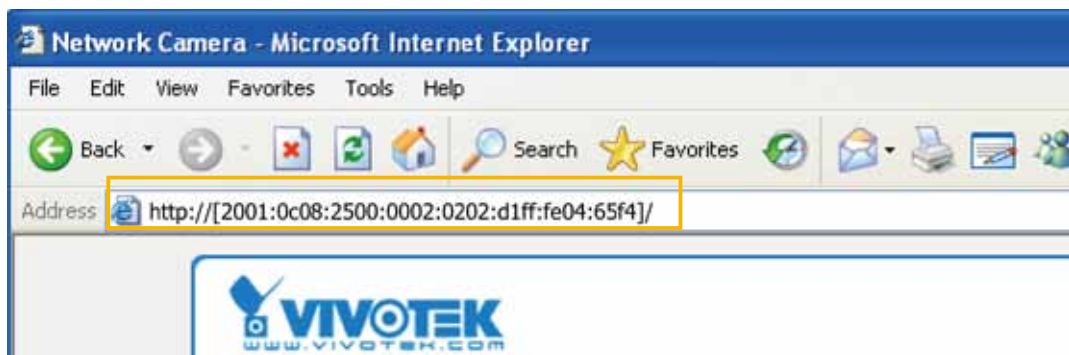 Network Camera - Microsoft Internet Explorer
File Edit View Favorites Tools Help
Back Search Favorites
Address http://[2001:0c08:2500:0002:0202:d1ff:fe04:65f4]/
VIVOTEK
WWW.VIVOTEK.COM